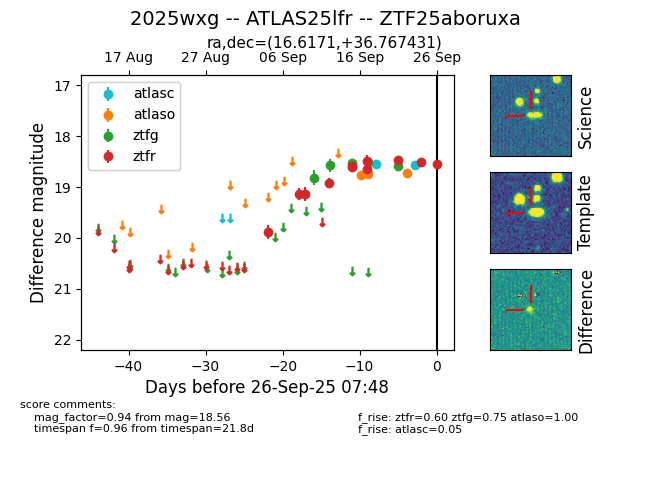 2025wxg -- ATLAS25lfr -- ZTF25aboruxa
ra,dec=(16.6171,+36.767431)
17 Aug 27 Aug 06 Sep 16 Sep 26 Sep
17
18
19
20
21
22
Difference magnitude
atlasc
atlaso
ztfg
ztfr
−40 −30 −20 −10 0
Days before 26-Sep-25 07:48
Science
Template
Difference
score comments:
mag_factor=0.94 from mag=18.56
timespan f=0.96 from timespan=21.8d
f_rise: ztfr=0.60 ztfg=0.75 atlaso=1.00
f_rise: atlasc=0.05